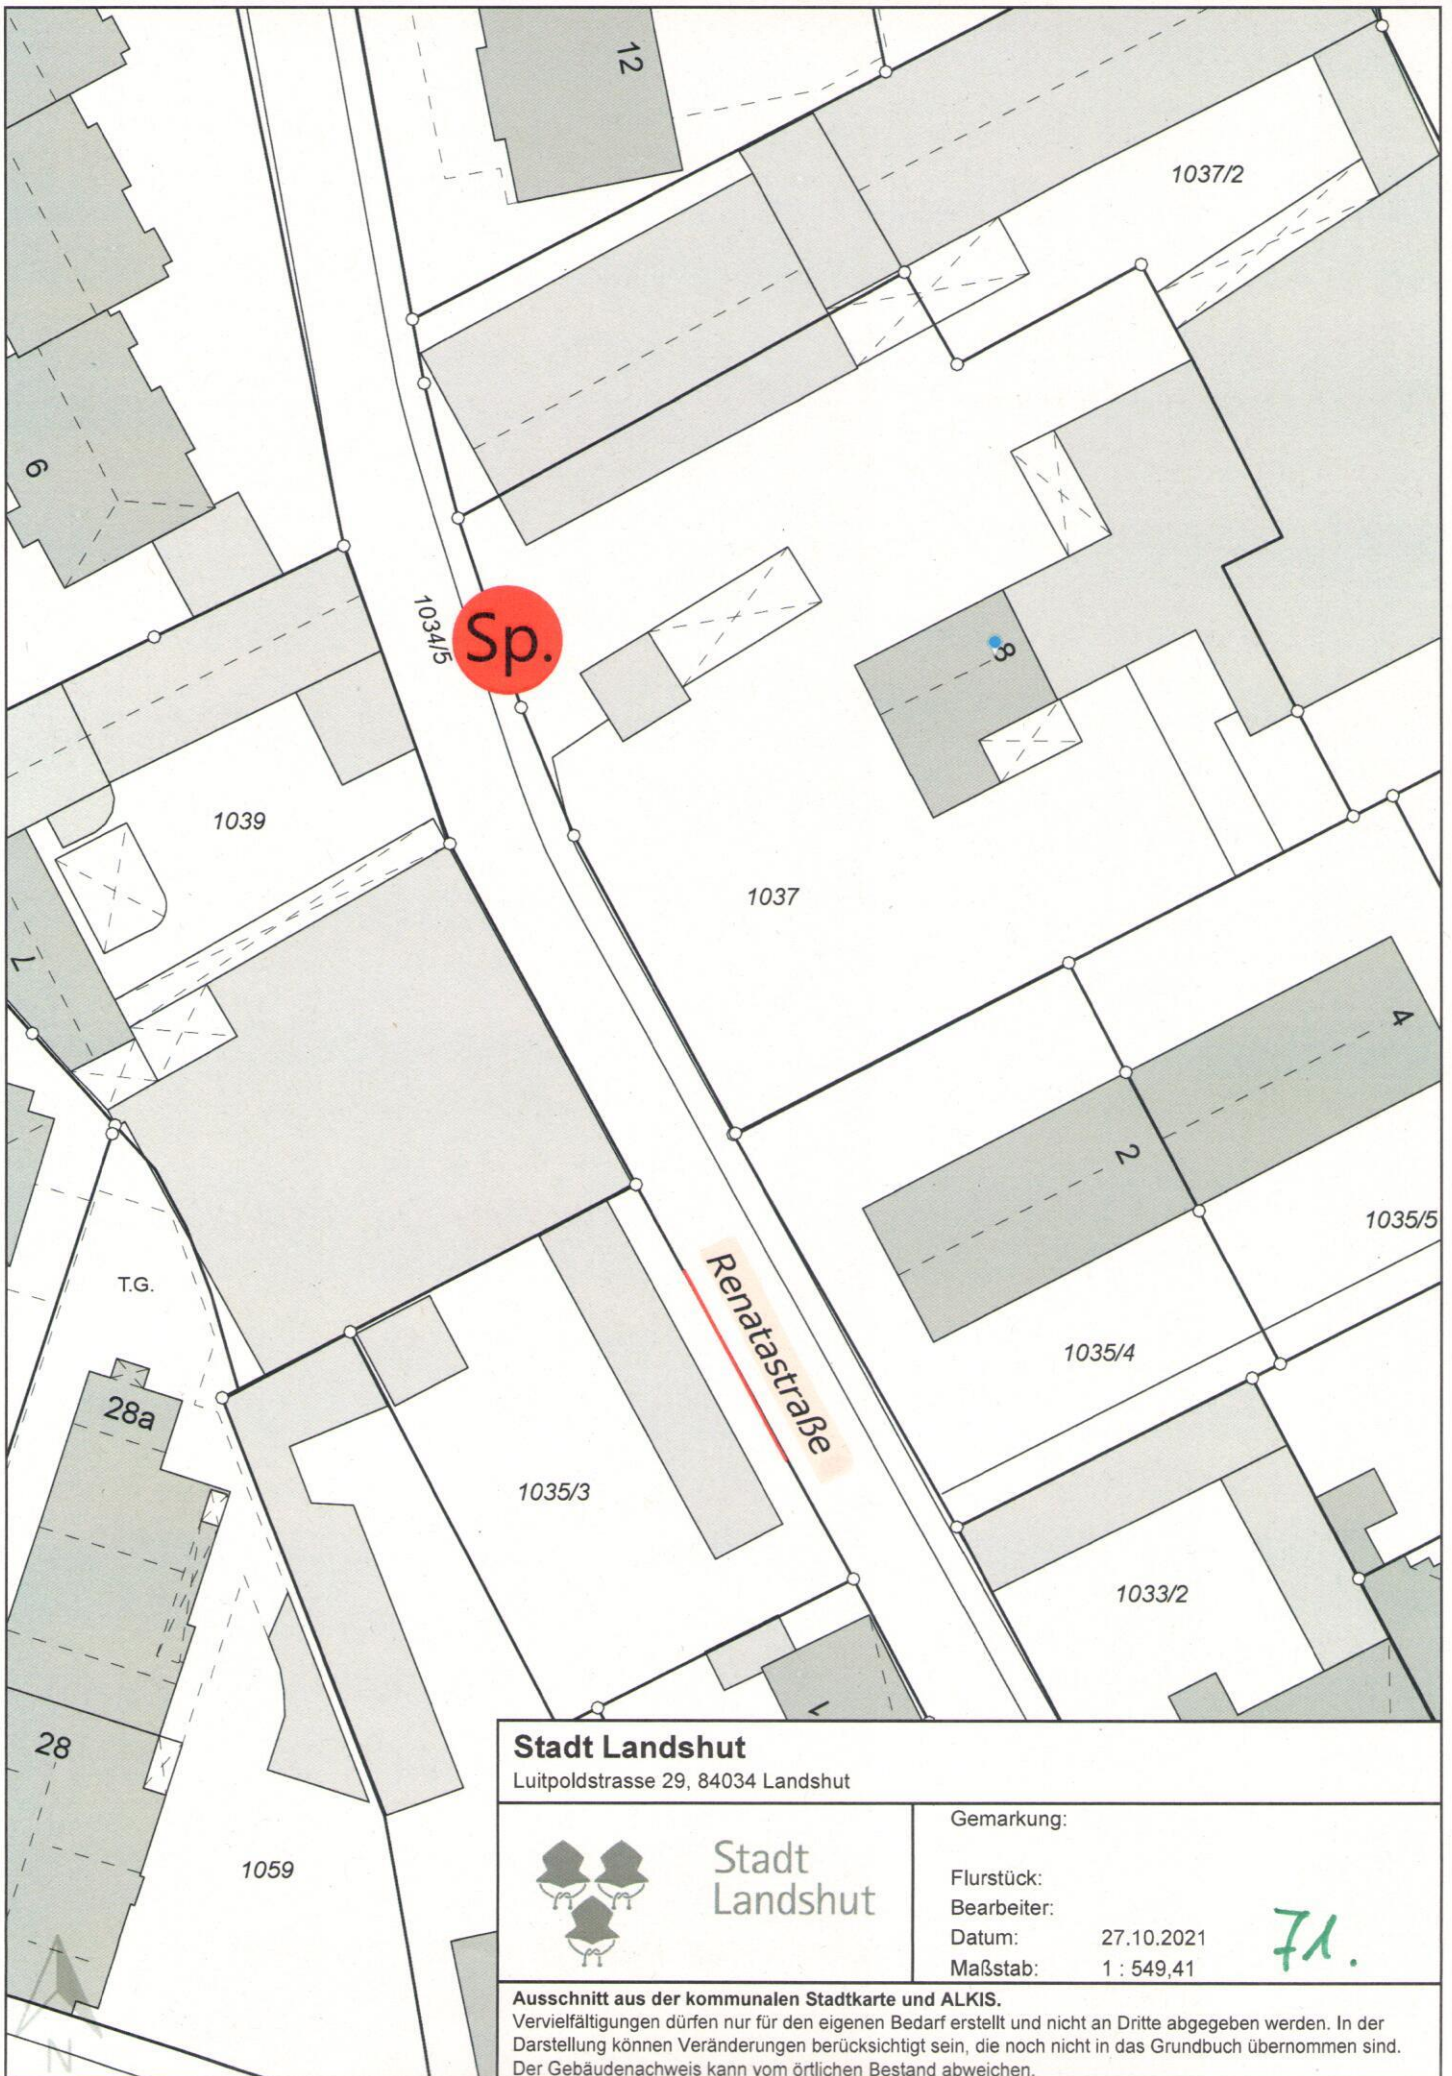 12
1037/2
9
1034/5
Sp.
8
1039
1037
7
4
2
1035/5
T.G.
Renatastraße
1035/4
28a
1035/3
1033/2
1
28
1059
N
Stadt Landshut
Luitpoldstrasse 29, 84034 Landshut
Stadt
Landshut
Gemarkung:
Flurstück:
Bearbeiter:
Datum: 27.10.2021
Maßstab: 1 : 549,41
71.
Ausschnitt aus der kommunalen Stadtkarte und ALKIS.
Vervielfältigungen dürfen nur für den eigenen Bedarf erstellt und nicht an Dritte abgegeben werden. In der
Darstellung können Veränderungen berücksichtigt sein, die noch nicht in das Grundbuch übernommen sind.
Der Gebäudenachweis kann vom örtlichen Bestand abweichen.